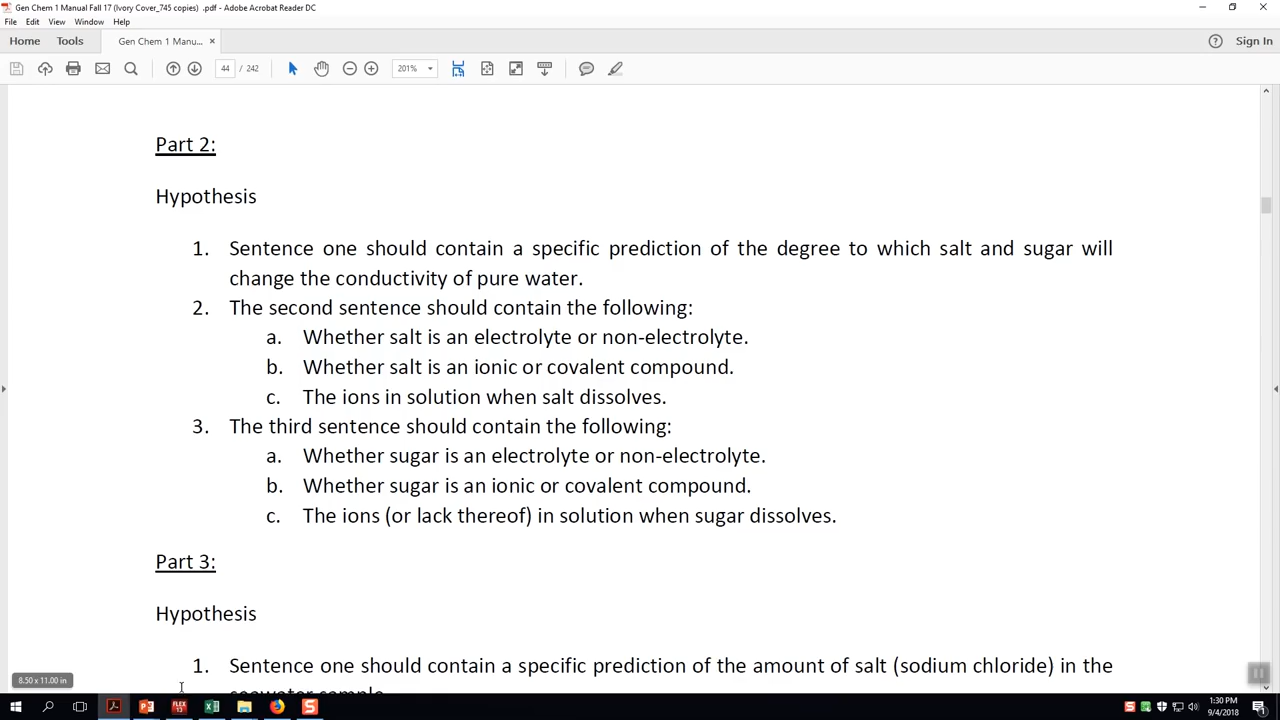 Gen Chem 1 Manual Fall 17 (Ivory Cover_745 copies) .pdf - Adobe Acrobat Reader DC
File Edit View Window Help
Home Tools Gen Chem 1 Manu... × Sign In
44 / 242 201%
Part 2:
Hypothesis
1. Sentence one should contain a specific prediction of the degree to which salt and sugar will
change the conductivity of pure water.
2. The second sentence should contain the following:
a. Whether salt is an electrolyte or non-electrolyte.
b. Whether salt is an ionic or covalent compound.
c. The ions in solution when salt dissolves.
3. The third sentence should contain the following:
a. Whether sugar is an electrolyte or non-electrolyte.
b. Whether sugar is an ionic or covalent compound.
c. The ions (or lack thereof) in solution when sugar dissolves.
Part 3:
Hypothesis
1. Sentence one should contain a specific prediction of the amount of salt (sodium chloride) in the
seawater sample.
8.50 x 11.00 in
1:30 PM
9/4/2018